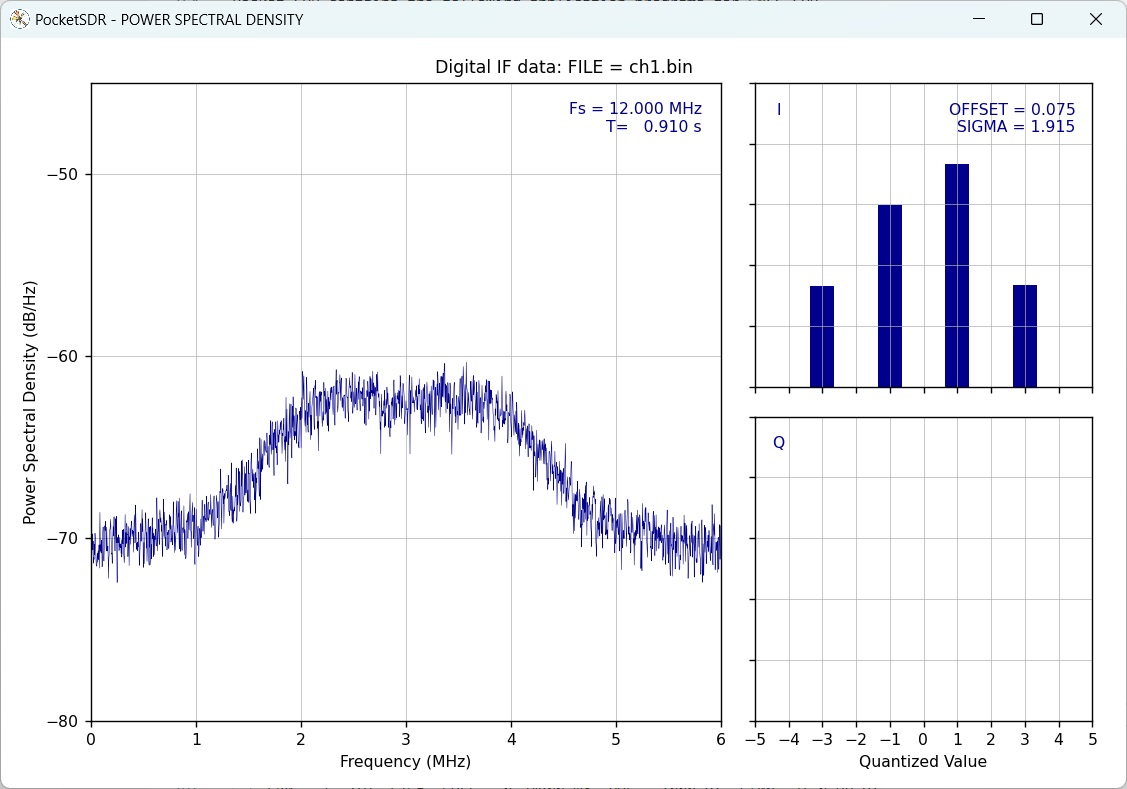 PocketSDR - POWER SPECTRAL DENSITY
Digital IF data: FILE = ch1.bin
Fs = 12.000 MHz
T=   0.910 s
Power Spectral Density (dB/Hz)
−50
−60
−70
−80
0 1 2 3 4 5 6
Frequency (MHz)
I
OFFSET = 0.075
SIGMA = 1.915
Q
−5 −4 −3 −2 −1 0 1 2 3 4 5
Quantized Value